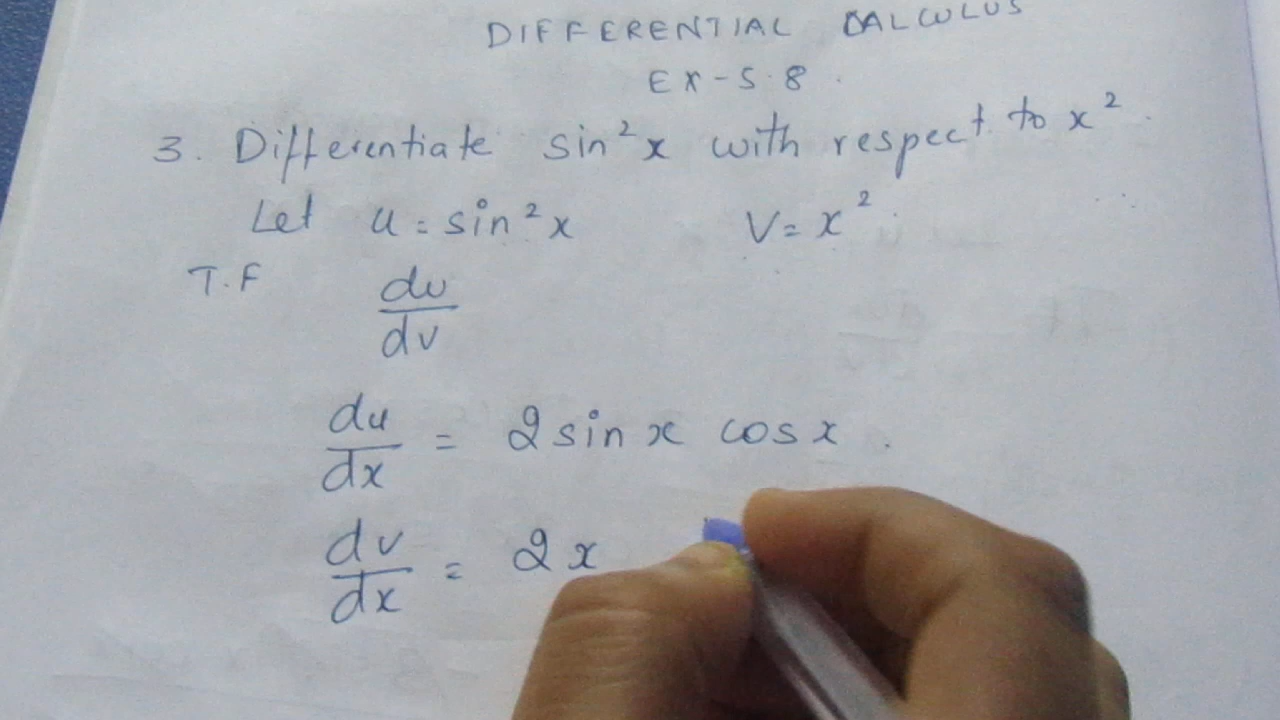 DIFFERENTIAL CALCULUS
EX-5.8.
3. Differentiate sin²x with respect to x².
Let u = sin²x V = x².
T.F du/dv
du/dx = 2 sin x cos x.
dv/dx = 2x